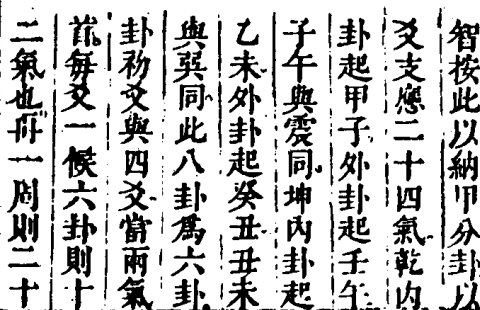 智按此以納甲分卦以
爻支應二十四氣乾内
卦起甲子外卦起壬午
子午與震同坤内卦起
乙未外卦起癸丑丑未
與巽同此八卦爲六卦
卦初爻與四爻當兩氣
首每爻一候六卦則十
二氣也再一周則二十